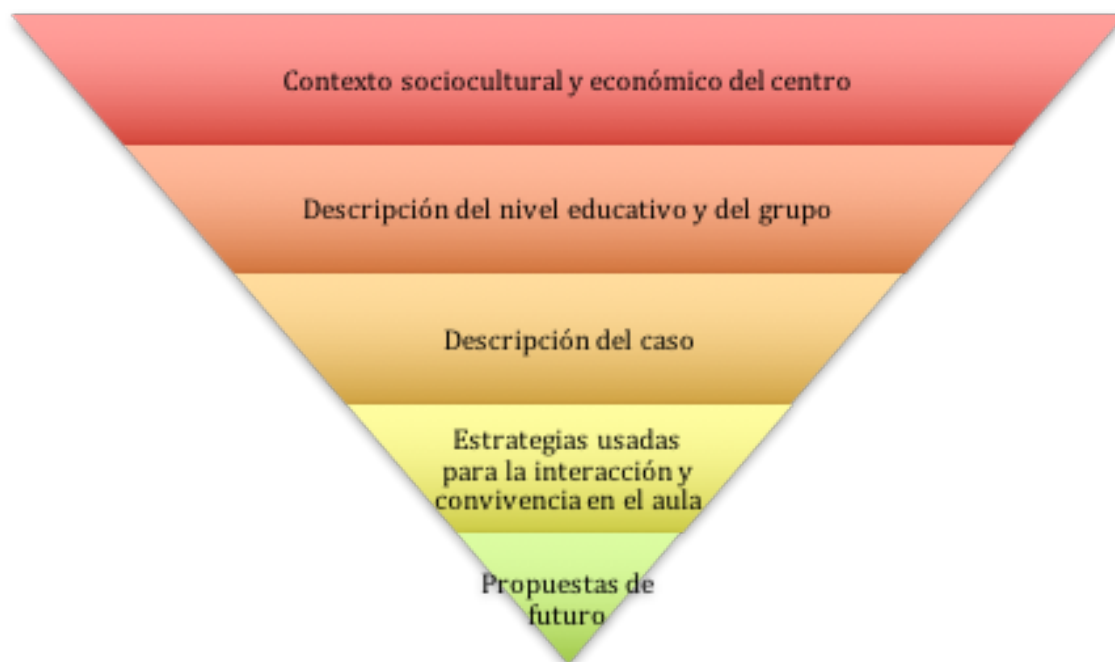 Contexto sociocultural y económico del centro
Descripción del nivel educativo y del grupo
Descripción del caso
Estrategias usadas
para la interacción y
convivencia en el aula
Propuestas de
futuro